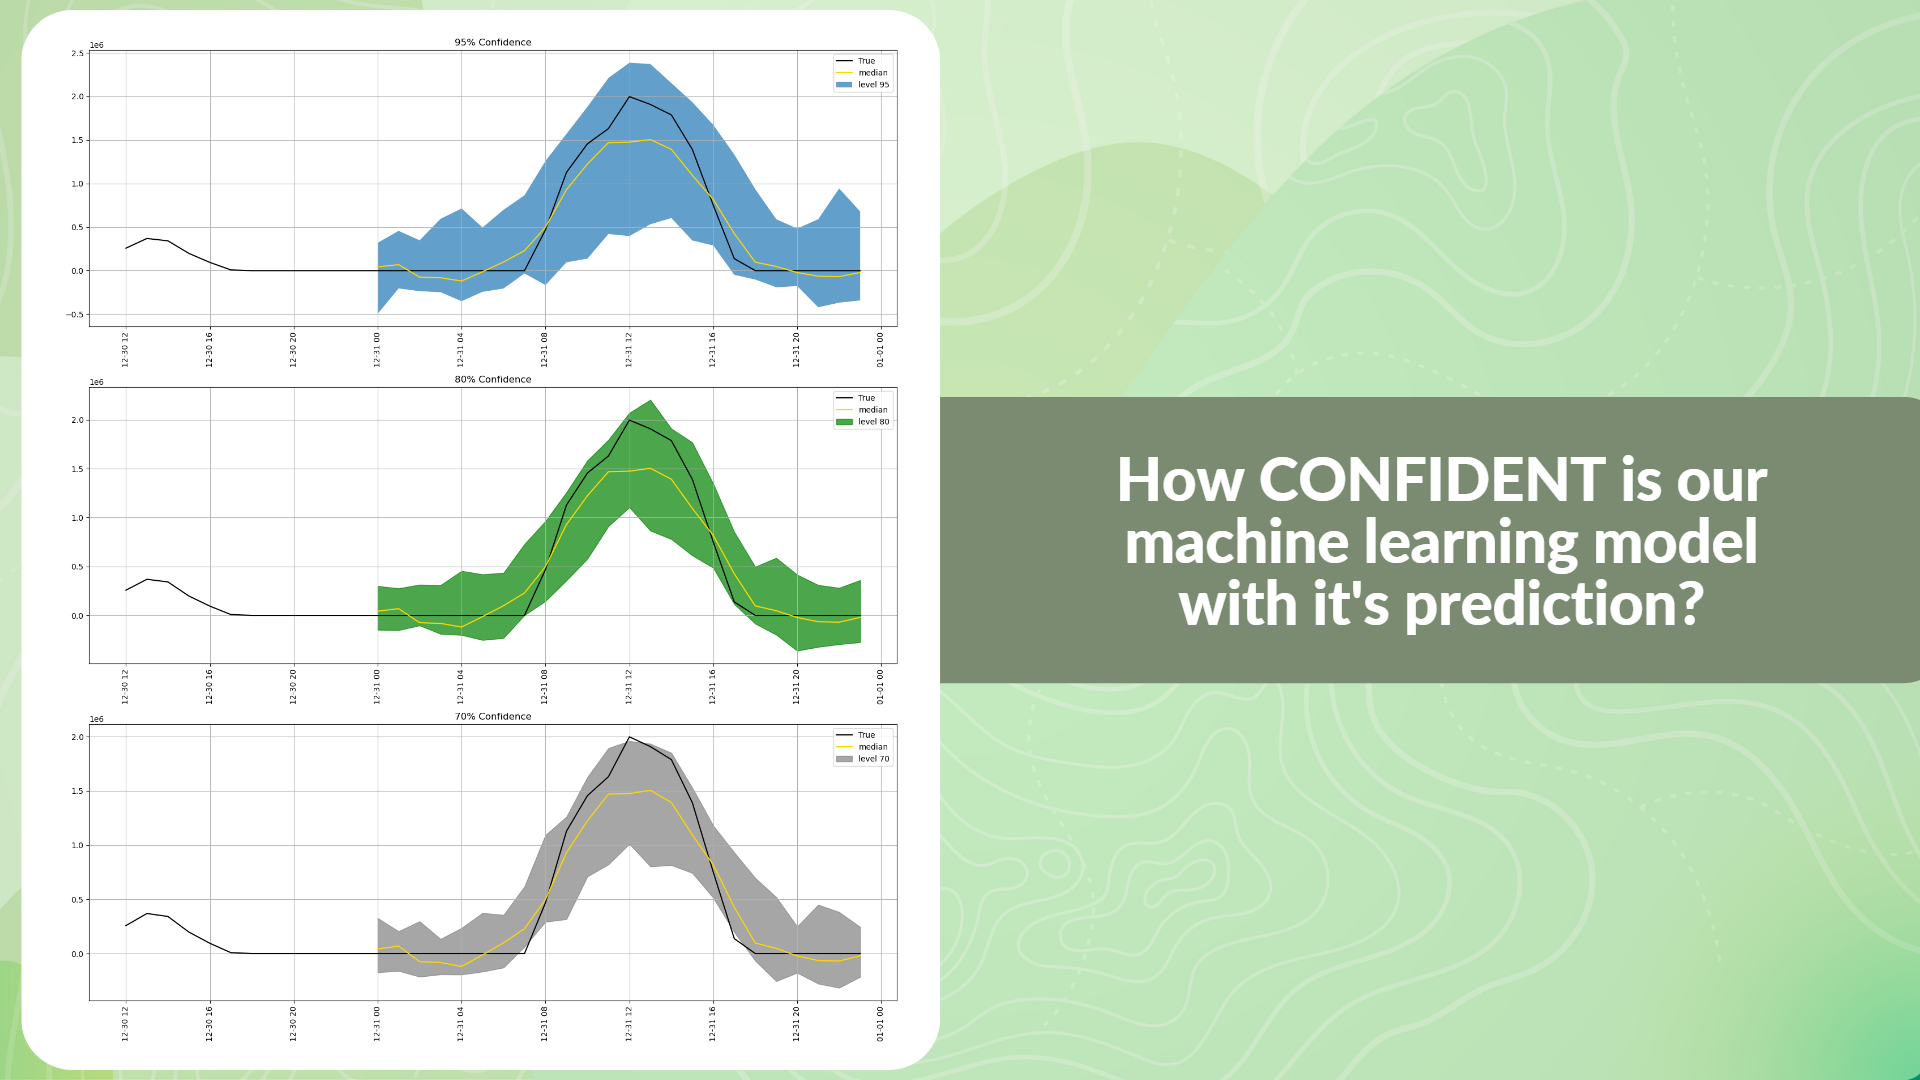 95% Confidence
1e6
2.5
2.0
1.5
1.0
0.5
0.0
−0.5
True
median
level 95
12-30 12
12-30 16
12-30 20
12-31 00
12-31 04
12-31 08
12-31 12
12-31 16
12-31 20
01-01 00
80% Confidence
1e6
2.0
1.5
1.0
0.5
0.0
True
median
level 80
12-30 12
12-30 16
12-30 20
12-31 00
12-31 04
12-31 08
12-31 12
12-31 16
12-31 20
01-01 00
70% Confidence
1e6
2.0
1.5
1.0
0.5
0.0
True
median
level 70
12-30 12
12-30 16
12-30 20
12-31 00
12-31 04
12-31 08
12-31 12
12-31 16
12-31 20
01-01 00
How CONFIDENT is our
machine learning model
with it's prediction?